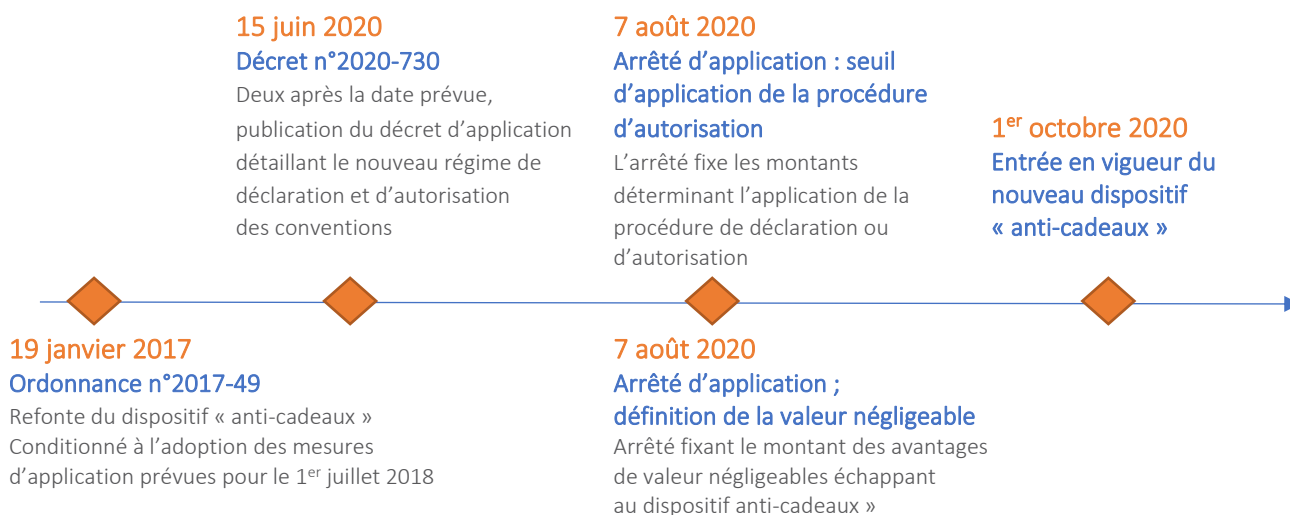 15 juin 2020
Décret n°2020-730
Deux après la date prévue,
publication du décret d’application
détaillant le nouveau régime de
déclaration et d’autorisation
des conventions
7 août 2020
Arrêté d’application : seuil
d’application de la procédure
d’autorisation
L’arrêté fixe les montants
déterminant l’application de la
procédure de déclaration ou
d’autorisation
1er octobre 2020
Entrée en vigueur du
nouveau dispositif
« anti-cadeaux »
19 janvier 2017
Ordonnance n°2017-49
Refonte du dispositif « anti-cadeaux »
Conditionné à l’adoption des mesures
d’application prévues pour le 1er juillet 2018
7 août 2020
Arrêté d’application ;
définition de la valeur négligeable
Arrêté fixant le montant des avantages
de valeur négligeables échappant
au dispositif anti-cadeaux »